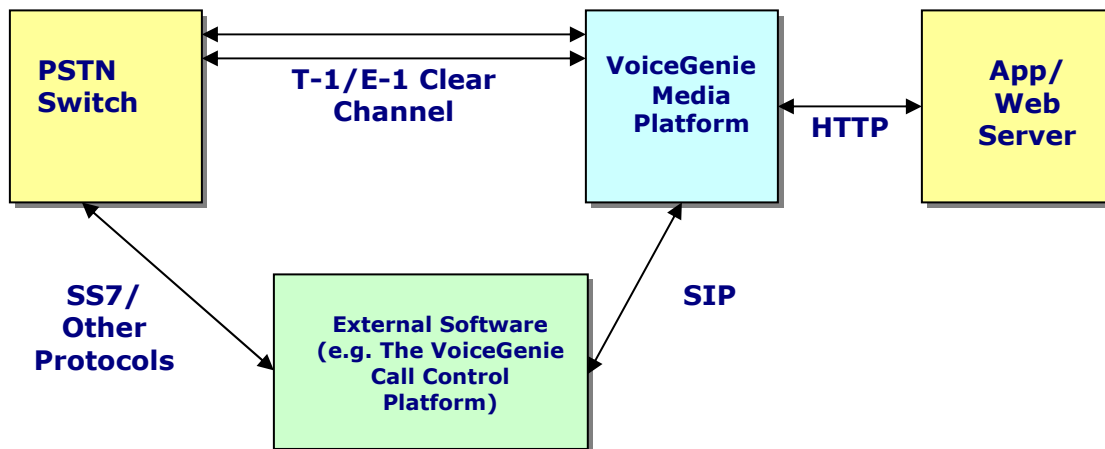 PSTN
Switch
T-1/E-1 Clear
Channel
VoiceGenie
Media
Platform
HTTP
App/
Web
Server
SS7/
Other
Protocols
External Software
(e.g. The VoiceGenie
Call Control
Platform)
SIP